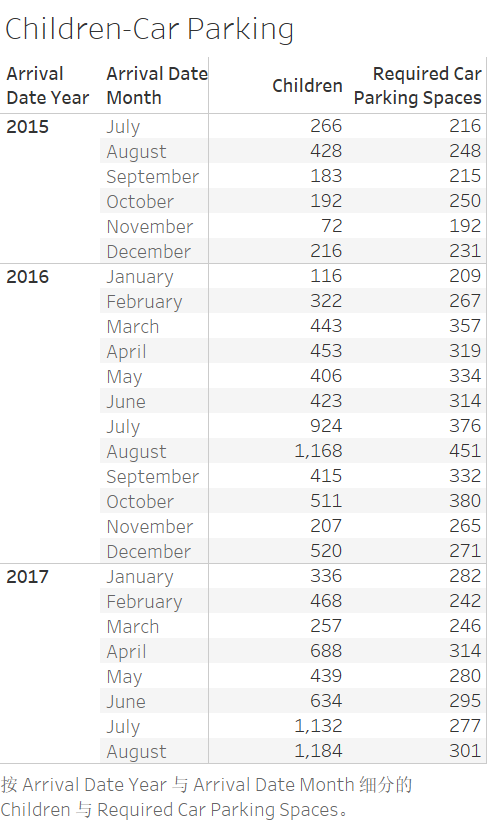 Children-Car Parking
Arrival Arrival Date Children Required Car
Date Year Month Parking Spaces
2015 July 266 216
August 428 248
September 183 215
October 192 250
November 72 192
December 216 231
2016 January 116 209
February 322 267
March 443 357
April 453 319
May 406 334
June 423 314
July 924 376
August 1,168 451
September 415 332
October 511 380
November 207 265
December 520 271
2017 January 336 282
February 468 242
March 257 246
April 688 314
May 439 280
June 634 295
July 1,132 277
August 1,184 301
按 Arrival Date Year 与 Arrival Date Month 细分的
Children 与 Required Car Parking Spaces。